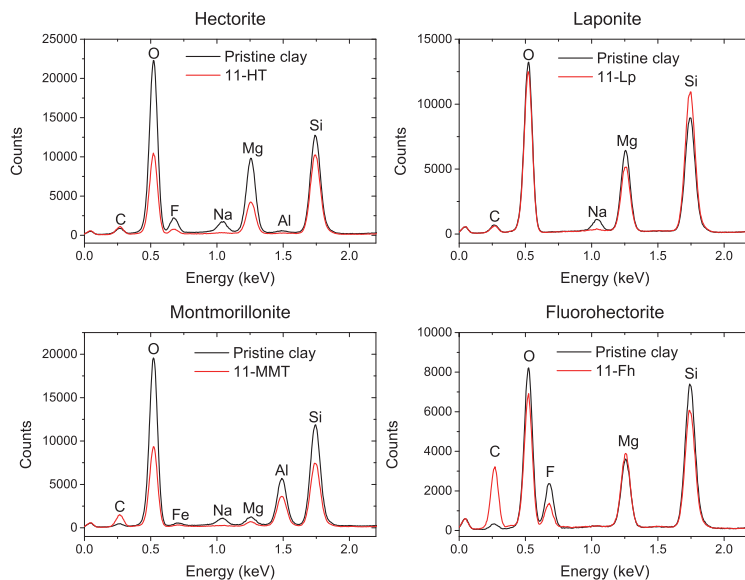 Hectorite
25000
20000
15000
10000
5000
0
Counts
O
Pristine clay
11-HT
C
F
Na
Mg
Al
Si
0.0 0.5 1.0 1.5 2.0
Energy (keV)
Laponite
15000
10000
5000
0
Counts
O
Pristine clay
11-Lp
C
Na
Mg
Si
0.0 0.5 1.0 1.5 2.0
Energy (keV)
Montmorillonite
20000
15000
10000
5000
0
Counts
O
Pristine clay
11-MMT
C
Fe
Na
Mg
Al
Si
0.0 0.5 1.0 1.5 2.0
Energy (keV)
Fluorohectorite
10000
8000
6000
4000
2000
0
Counts
O
Pristine clay
11-Fh
C
F
Mg
Si
0.0 0.5 1.0 1.5 2.0
Energy (keV)